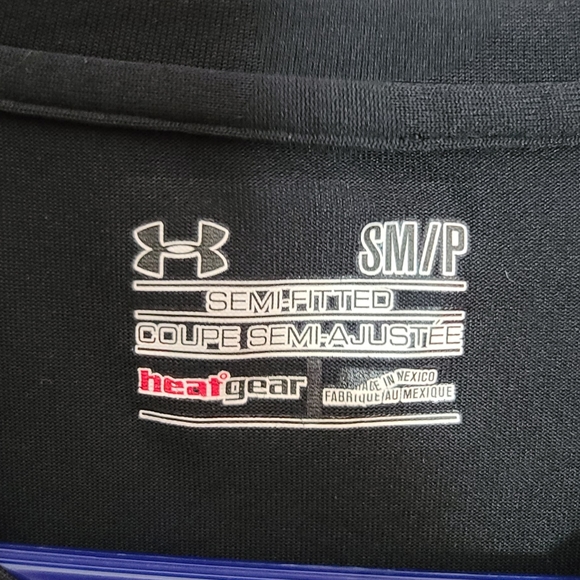 SM/P
SEMI-FITTED
COUPE SEMI-AJUSTÉE
heatgear
MADE IN MEXICO
FABRIQUÉ AU MEXIQUE